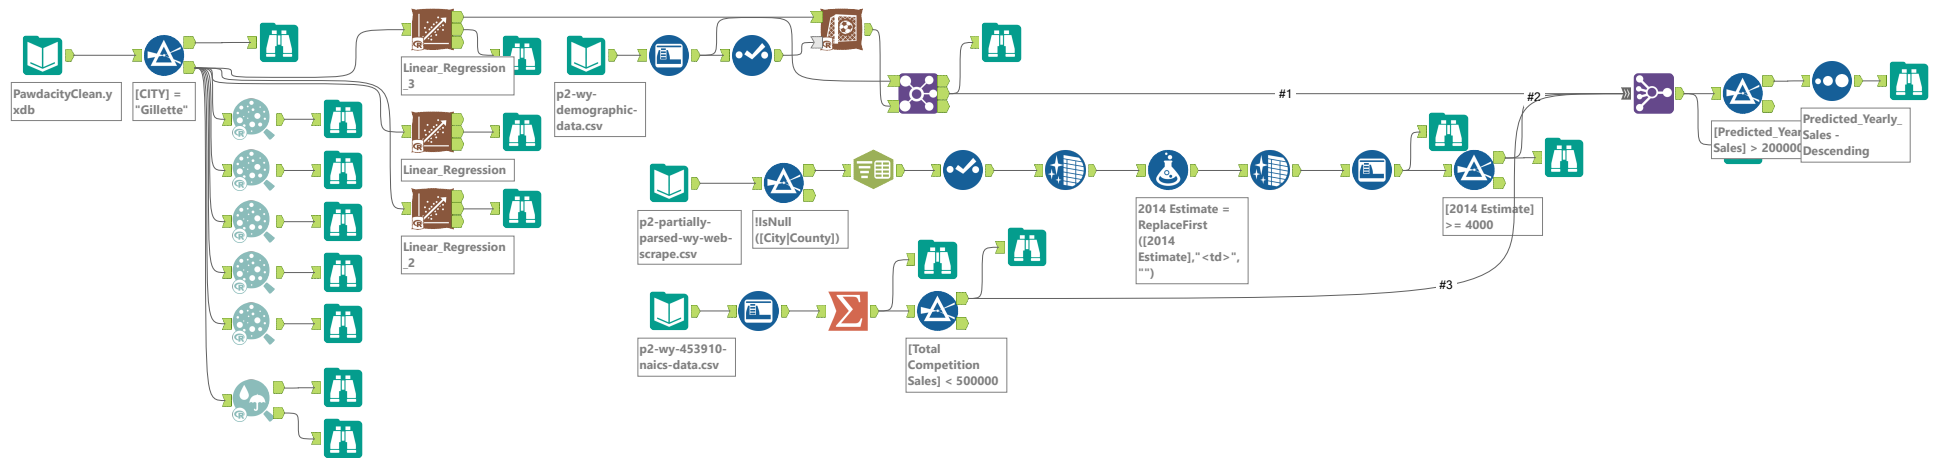 PawdacityClean.y
xdb
[CITY] =
"Gillette"
Linear_Regression
_3
Linear_Regression
Linear_Regression
_2
p2-wy-
demographic-
data.csv
#1
#2
#3
p2-partially-
parsed-wy-web-
scrape.csv
!IsNull
([City|County])
2014 Estimate =
ReplaceFirst
([2014
Estimate],"<td>",
"")
[2014 Estimate]
>= 4000
p2-wy-453910-
naics-data.csv
[Total
Competition
Sales] < 500000
[Predicted_Year
Sales] > 200000
Predicted_Yearly_
Sales -
Descending